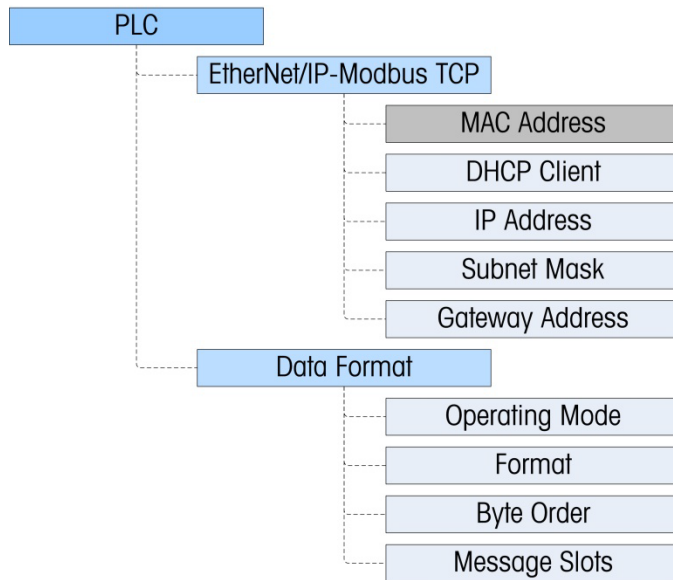 PLC
EtherNet/IP-Modbus TCP
MAC Address
DHCP Client
IP Address
Subnet Mask
Gateway Address
Data Format
Operating Mode
Format
Byte Order
Message Slots